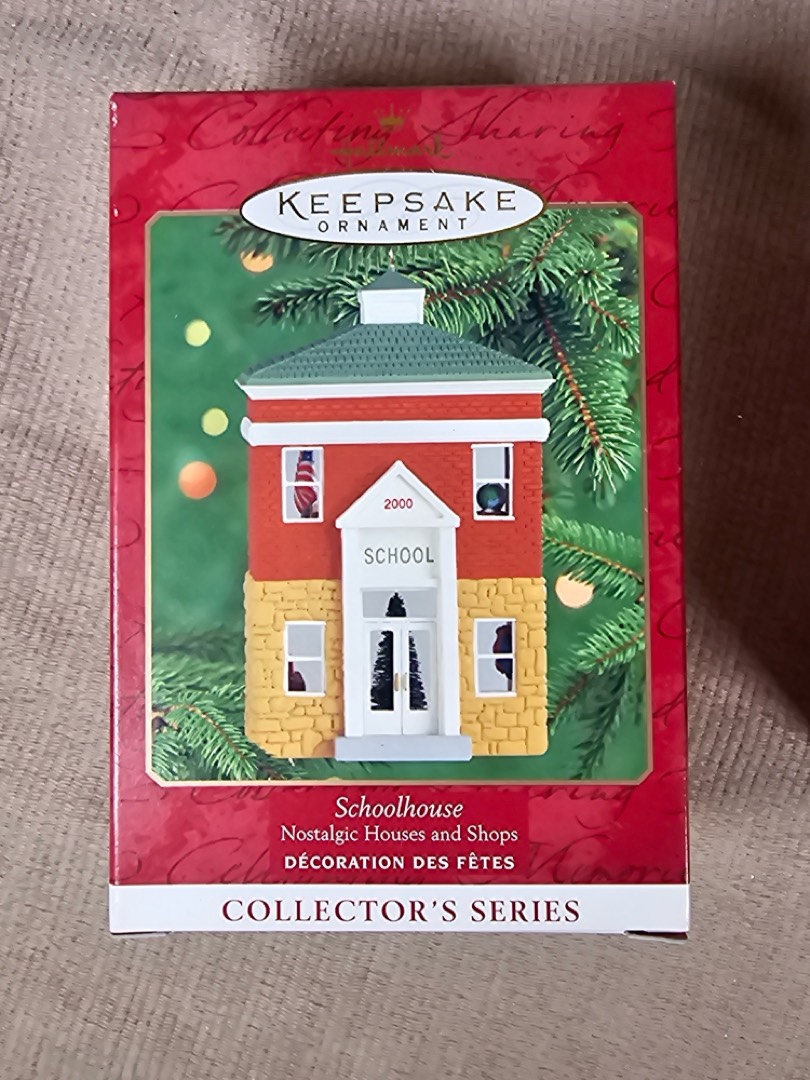 Collecting Sharing
Hallmark
KEEPSAKE
ORNAMENT
2000
SCHOOL
Schoolhouse
Nostalgic Houses and Shops
DÉCORATION DES FÊTES
COLLECTOR'S SERIES